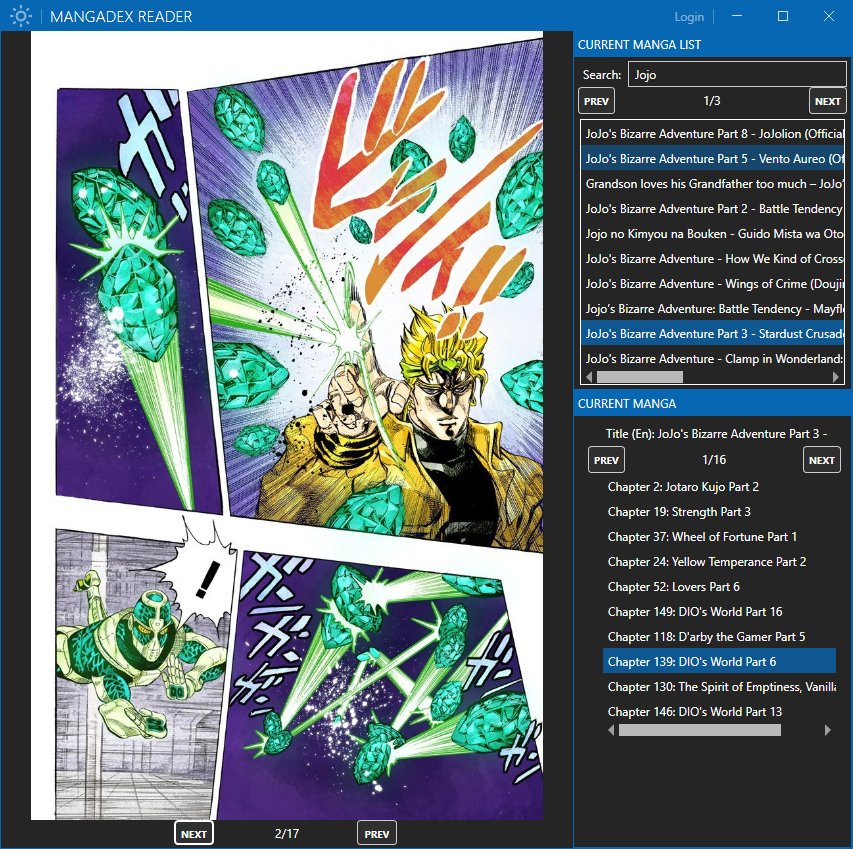 MANGADEX READER
Login
CURRENT MANGA LIST
Search: Jojo
PREV 1/3 NEXT
JoJo's Bizarre Adventure Part 8 - JoJolion (Official
JoJo's Bizarre Adventure Part 5 - Vento Aureo (Of
Grandson loves his Grandfather too much – JoJo'
JoJo's Bizarre Adventure Part 2 - Battle Tendency
Jojo no Kimyou na Bouken - Guido Mista wa Oto
JoJo's Bizarre Adventure - How We Kind of Cross
JoJo's Bizarre Adventure - Wings of Crime (Doujin
Jojo's Bizarre Adventure: Battle Tendency - Mayfl
JoJo's Bizarre Adventure Part 3 - Stardust Crusade
JoJo's Bizarre Adventure - Clamp in Wonderland:
CURRENT MANGA
Title (En): JoJo's Bizarre Adventure Part 3 -
PREV 1/16 NEXT
Chapter 2: Jotaro Kujo Part 2
Chapter 19: Strength Part 3
Chapter 37: Wheel of Fortune Part 1
Chapter 24: Yellow Temperance Part 2
Chapter 52: Lovers Part 6
Chapter 149: DIO's World Part 16
Chapter 118: D'arby the Gamer Part 5
Chapter 139: DIO's World Part 6
Chapter 130: The Spirit of Emptiness, Vanilla
Chapter 146: DIO's World Part 13
!
NEXT 2/17 PREV